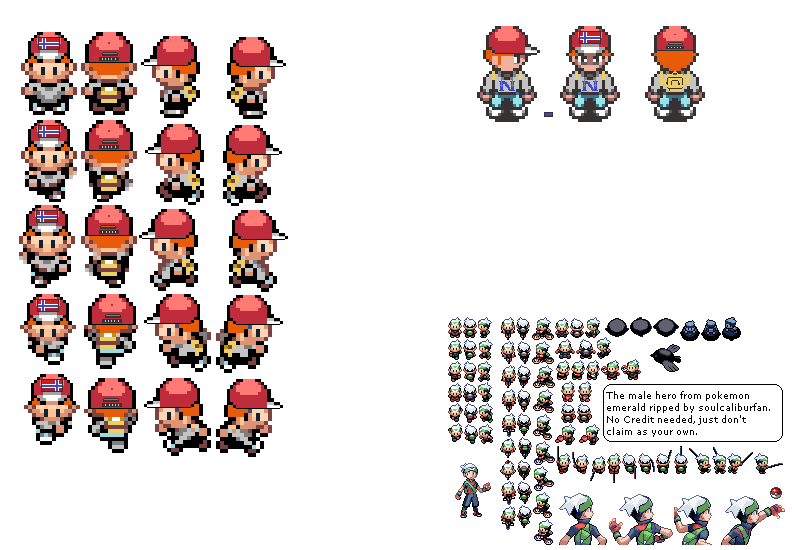 N
N
The male hero from pokemon
emerald ripped by soulcaliburfan.
No Credit needed, just don't
claim as your own.